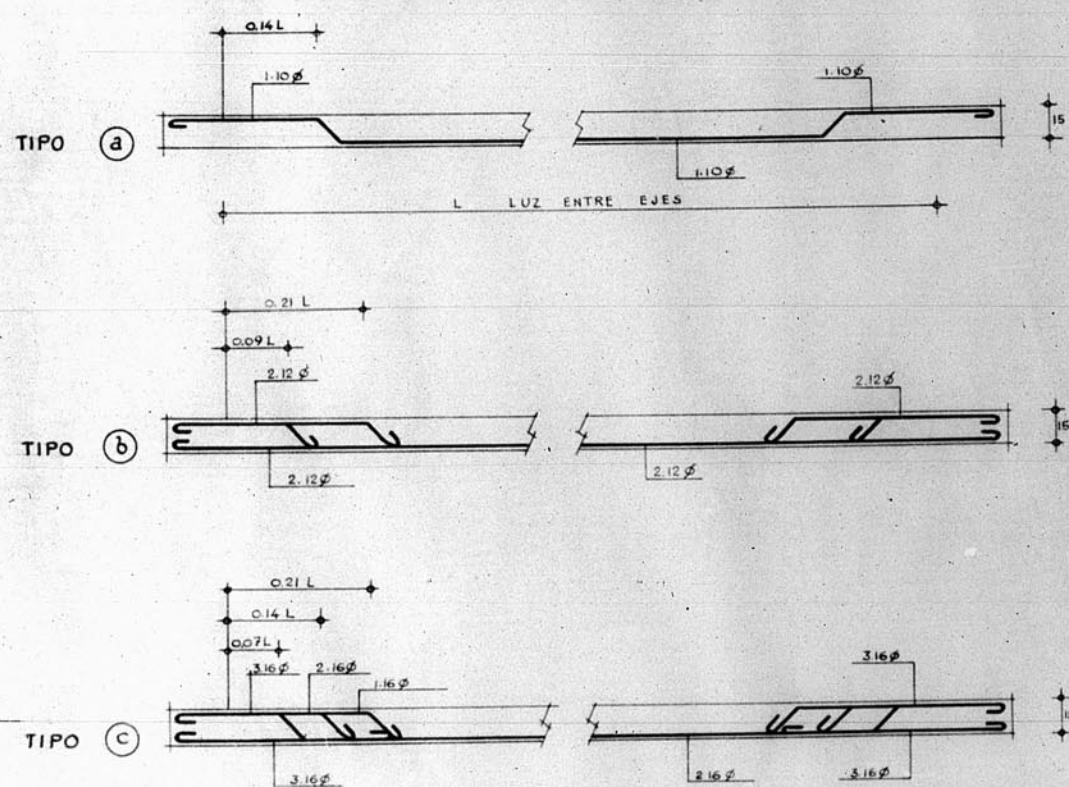 0.14L
1.10ø
1.10ø
TIPO a
15
1.10ø
L LUZ ENTRE EJES
0.21 L
0.09L
2.12ø
2.12ø
TIPO b
15
2.12ø
2.12ø
0.21 L
0.14 L
0.07L
3.16ø
2.16ø
1.16ø
3.16ø
TIPO c
3.16ø
2.16ø
3.16ø